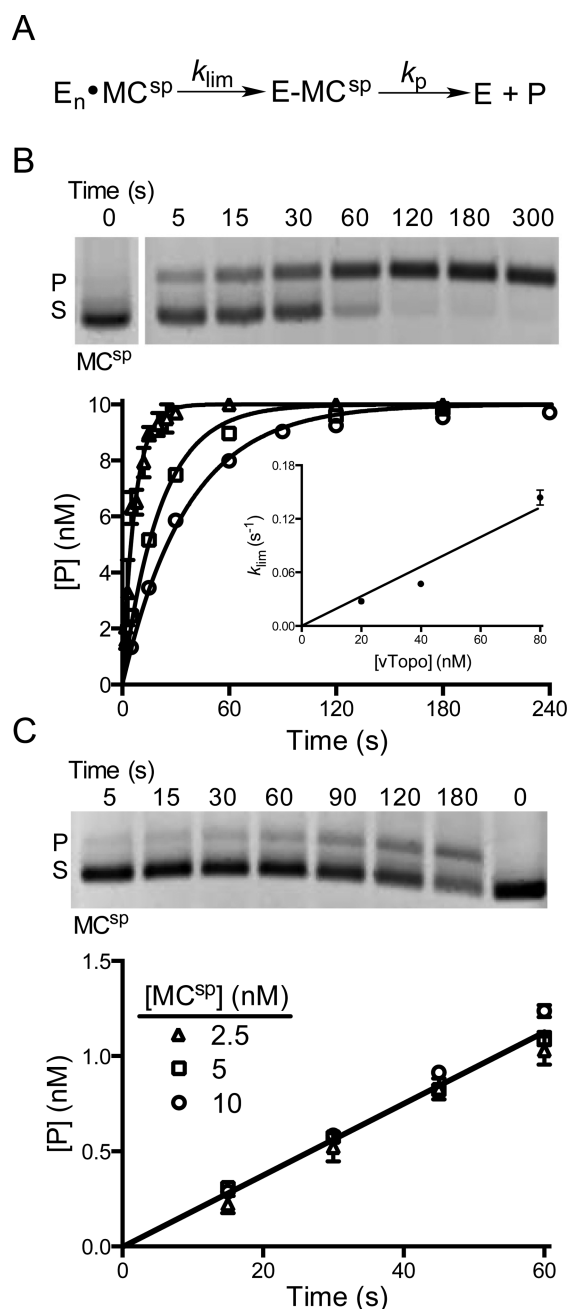 A
Eₙ•MCˢᵖ k_lim E-MCˢᵖ k_p E + P
B
Time (s)
0 5 15 30 60 120 180 300
P
S
MCˢᵖ
10
8
6
4
2
0
[P] (nM)
0 60 120 180 240
Time (s)
0.18
0.12
0.06
0.00
k_lim (s⁻¹)
0 20 40 60 80
[vTopo] (nM)
C
Time (s)
5 15 30 60 90 120 180 0
P
S
MCˢᵖ
1.5
1.0
0.5
0.0
[P] (nM)
[MCˢᵖ] (nM)
2.5
5
10
0 20 40 60
Time (s)